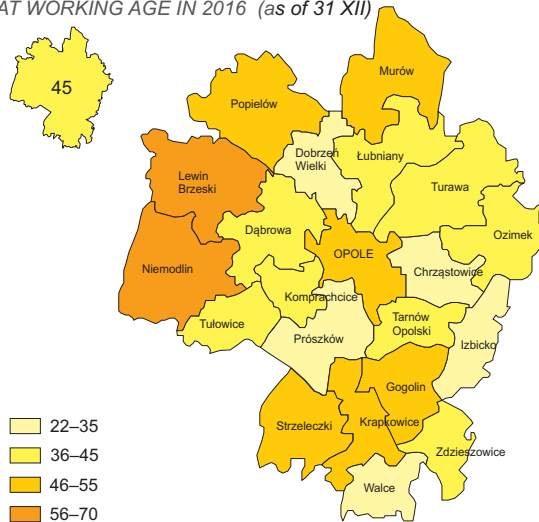 AT WORKING AGE IN 2016 (as of 31 XII)
45
Murów
Popielów
Dobrzeń
Wielki
Łubniany
Lewin
Brzeski
Turawa
Dąbrowa
Ozimek
OPOLE
Niemodlin
Chrząstowice
Komprachcice
Tułowice
Tarnów
Opolski
Prószków
Izbicko
Gogolin
Strzeleczki
Krapkowice
Zdzieszowice
Walce
22–35
36–45
46–55
56–70